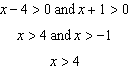 x − 4 > 0 and x + 1 > 0
x > 4 and x > −1
x > 4